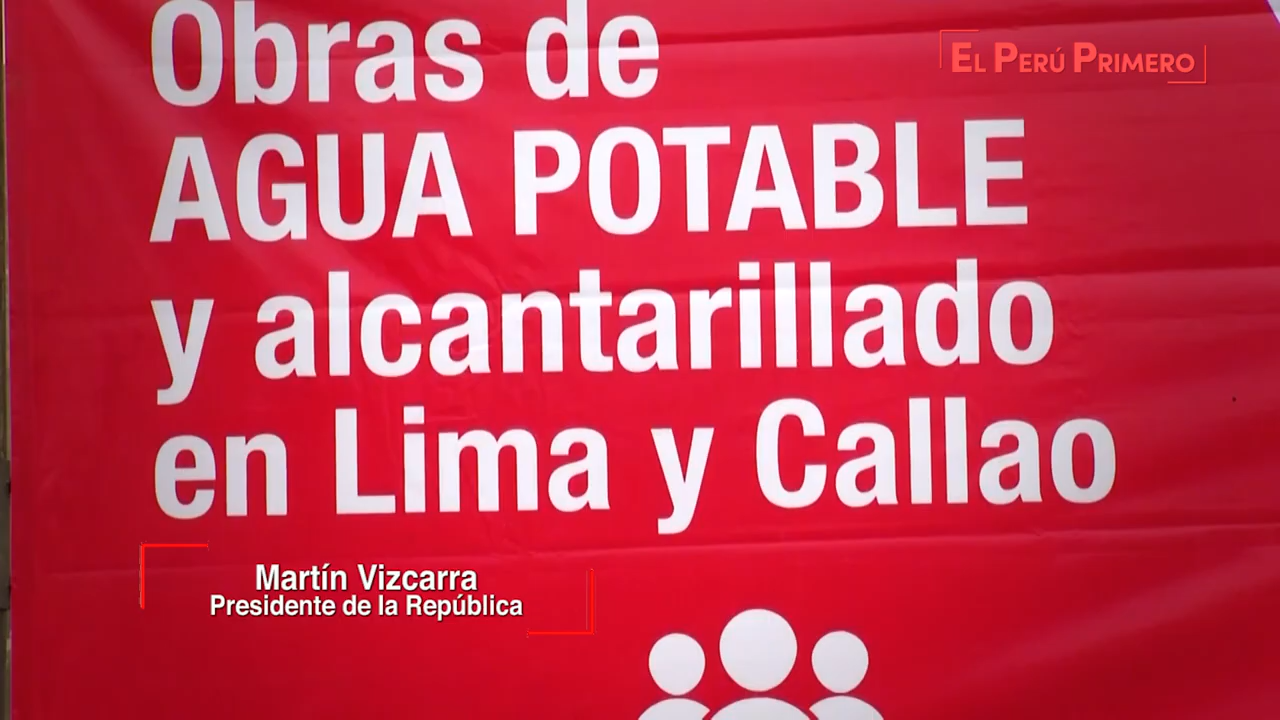 Obras de
EL PERÚ PRIMERO
AGUA POTABLE
y alcantarillado
en Lima y Callao
Martín Vizcarra
Presidente de la República